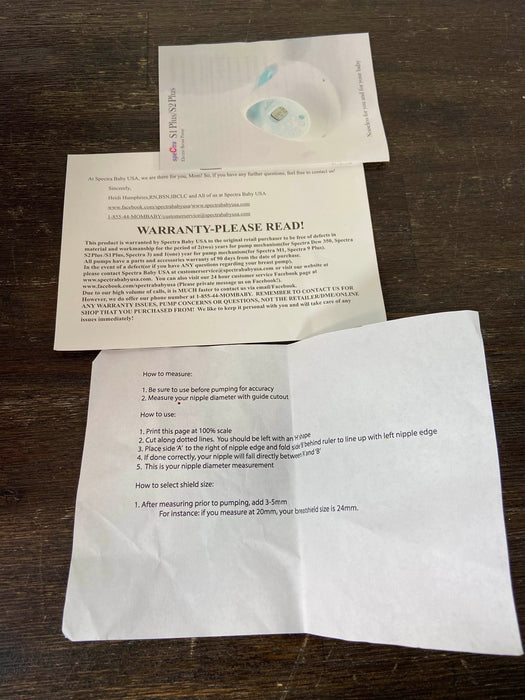 Spectra S1 Plus/S2 Plus
Electric Breast Pump
Noiseless for you and for your baby
At Spectra Baby USA, we are there for you, Mom! So, if you have any further questions, feel free to contact us!
Sincerely,
Heidi Humphries,RN,BSN,IBCLC and All of us at Spectra Baby USA
www.facebook.com/spectrababyusa/www.spectrababyusa.com
1-855-44-MOMBABY/customerservice@spectrababyusa.com
WARRANTY-PLEASE READ!
This product is warranted by Spectra Baby USA to the original retail purchaser to be free of defects in
material and workmanship for the period of 2(two) years for pump mechanism(for Spectra Dew 350, Spectra
S2 Plus /S1 Plus, Spectra 3) and 1(one) year for pump mechanism(for Spectra M1, Spectra 9 Plus).
All pumps have a parts and accessories warranty of 90 days from the date of purchase.
In the event of a defect(or if you have ANY questions regarding your breast pump),
please contact Spectra Baby USA at customerservice@spectrababyusa.com or visit our website at
www.spectrababyusa.com. You can also visit our 24 hour customer service Facebook page at
www.facebook.com/spectrababyusa (Please private message us on Facebook!).
Due to our high volume of calls, it is MUCH faster to contact us via email/Facebook.
However, we do offer our phone number at 1-855-44-MOMBABY. REMEMBER TO CONTACT US FOR
ANY WARRANTY ISSUES, PUMP CONCERNS OR QUESTIONS, NOT THE RETAILER/DME/ONLINE
SHOP THAT YOU PURCHASED FROM! We like to keep it personal with you and will take care of any
issues immediately!
How to measure:
1. Be sure to use before pumping for accuracy
2. Measure your nipple diameter with guide cutout
How to use:
1. Print this page at 100% scale
2. Cut along dotted lines. You should be left with an 'H' shape
3. Place side 'A' to the right of nipple edge and fold side 'B' behind ruler to line up with left nipple edge
4. If done correctly, your nipple will fall directly between 'A' and 'B'
5. This is your nipple diameter measurement
How to select shield size:
1. After measuring prior to pumping, add 3-5mm
For instance: if you measure at 20mm, your breastshield size is 24mm.